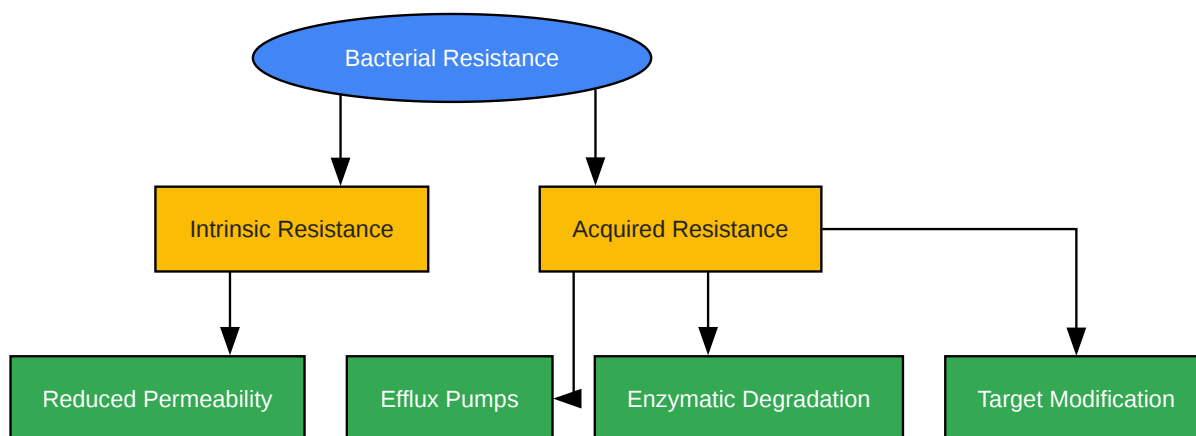 Bacterial Resistance
Intrinsic Resistance
Acquired Resistance
Reduced Permeability
Efflux Pumps
Enzymatic Degradation
Target Modification